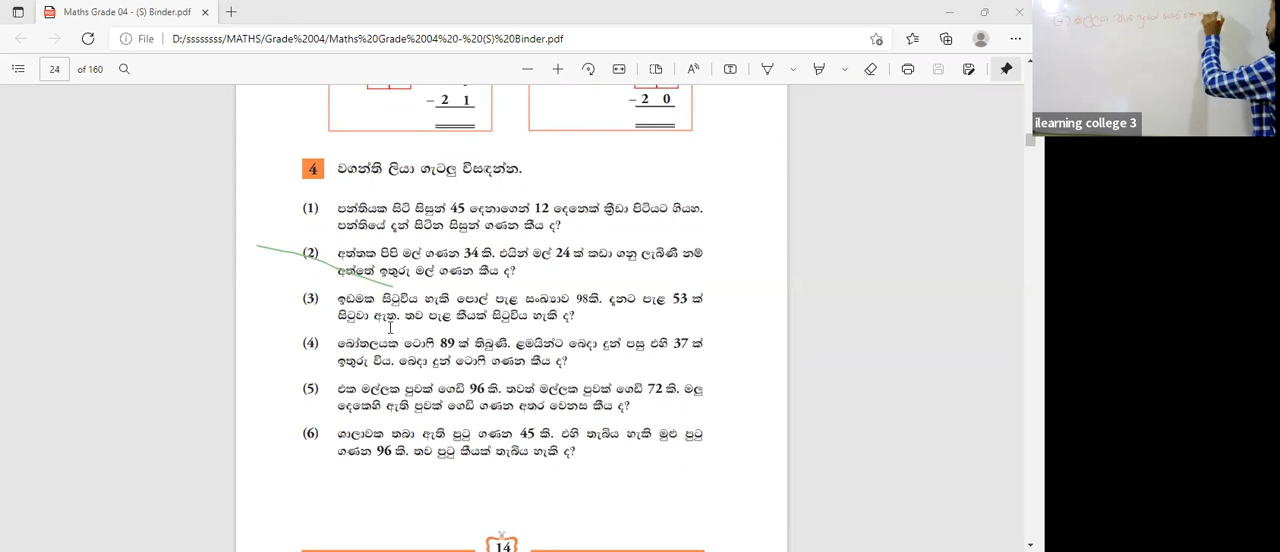 Maths Grade 04 - (S) Binder.pdf
D:/ssssssss/MATHS/Grade%2004/Maths%20Grade%2004%20-%20(S)%20Binder.pdf
24 of 160
- 2 1
- 2 0
4 වගන්ති ලියා ගැටලු විසඳන්න.
(1) පන්තියක සිටි සිසුන් 45 දෙනාගෙන් 12 දෙනෙක් ක්‍රීඩා පිටියට ගියහ.
පන්තියේ දැන් සිටින සිසුන් ගණන කීය ද?
(2) අත්තක පිපි මල් ගණන 34 කි. එයින් මල් 24 ක් කඩා ගනු ලැබිණි නම්
අත්තේ ඉතුරු මල් ගණන කීය ද?
(3) ඉඩමක සිටුවිය හැකි පොල් පැළ සංඛ්‍යාව 98කි. දැනට පැළ 53 ක්
සිටුවා ඇත. තව පැළ කීයක් සිටුවිය හැකි ද?
(4) බෝතලයක ටොෆි 89 ක් තිබුණි. ළමයින්ට බෙදා දුන් පසු එහි 37 ක්
ඉතුරු විය. බෙදා දුන් ටොෆි ගණන කීය ද?
(5) එක මල්ලක පුවක් ගෙඩි 96 කි. තවත් මල්ලක පුවක් ගෙඩි 72 කි. මලු
දෙකෙහි ඇති පුවක් ගෙඩි ගණන අතර වෙනස කීය ද?
(6) ශාලාවක තබා ඇති පුටු ගණන 45 කි. එහි තැබිය හැකි මුළු පුටු
ගණන 96 කි. තව පුටු කීයක් තැබිය හැකි ද?
14
ilearning college 3